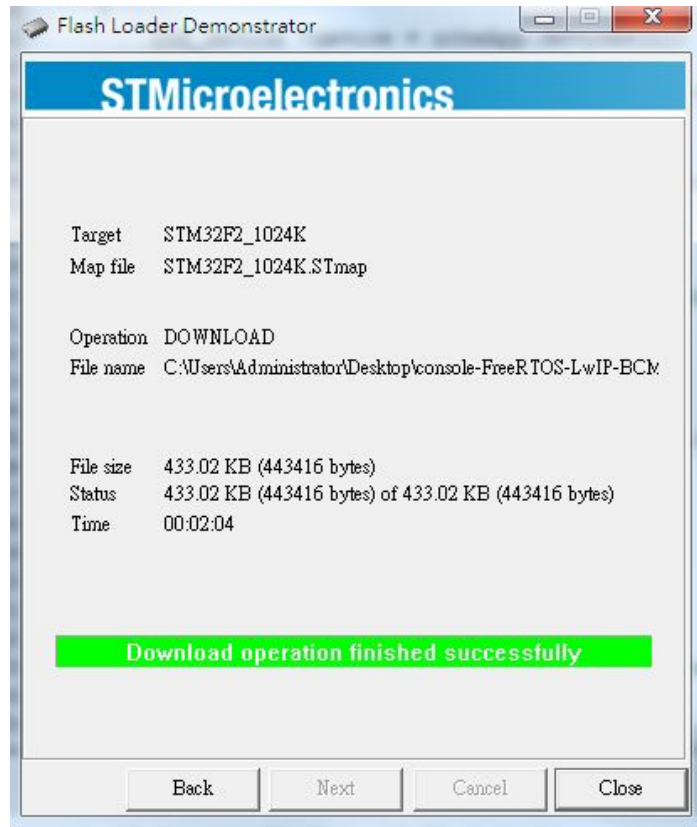 Flash Loader Demonstrator
STMicroelectronics
Target STM32F2_1024K
Map file STM32F2_1024K.STmap
Operation DOWNLOAD
File name C:\Users\Administrator\Desktop\console-FreeRTOS-LwIP-BCM
File size 433.02 KB (443416 bytes)
Status 433.02 KB (443416 bytes) of 433.02 KB (443416 bytes)
Time 00:02:04
Download operation finished successfully
Back Next Cancel Close